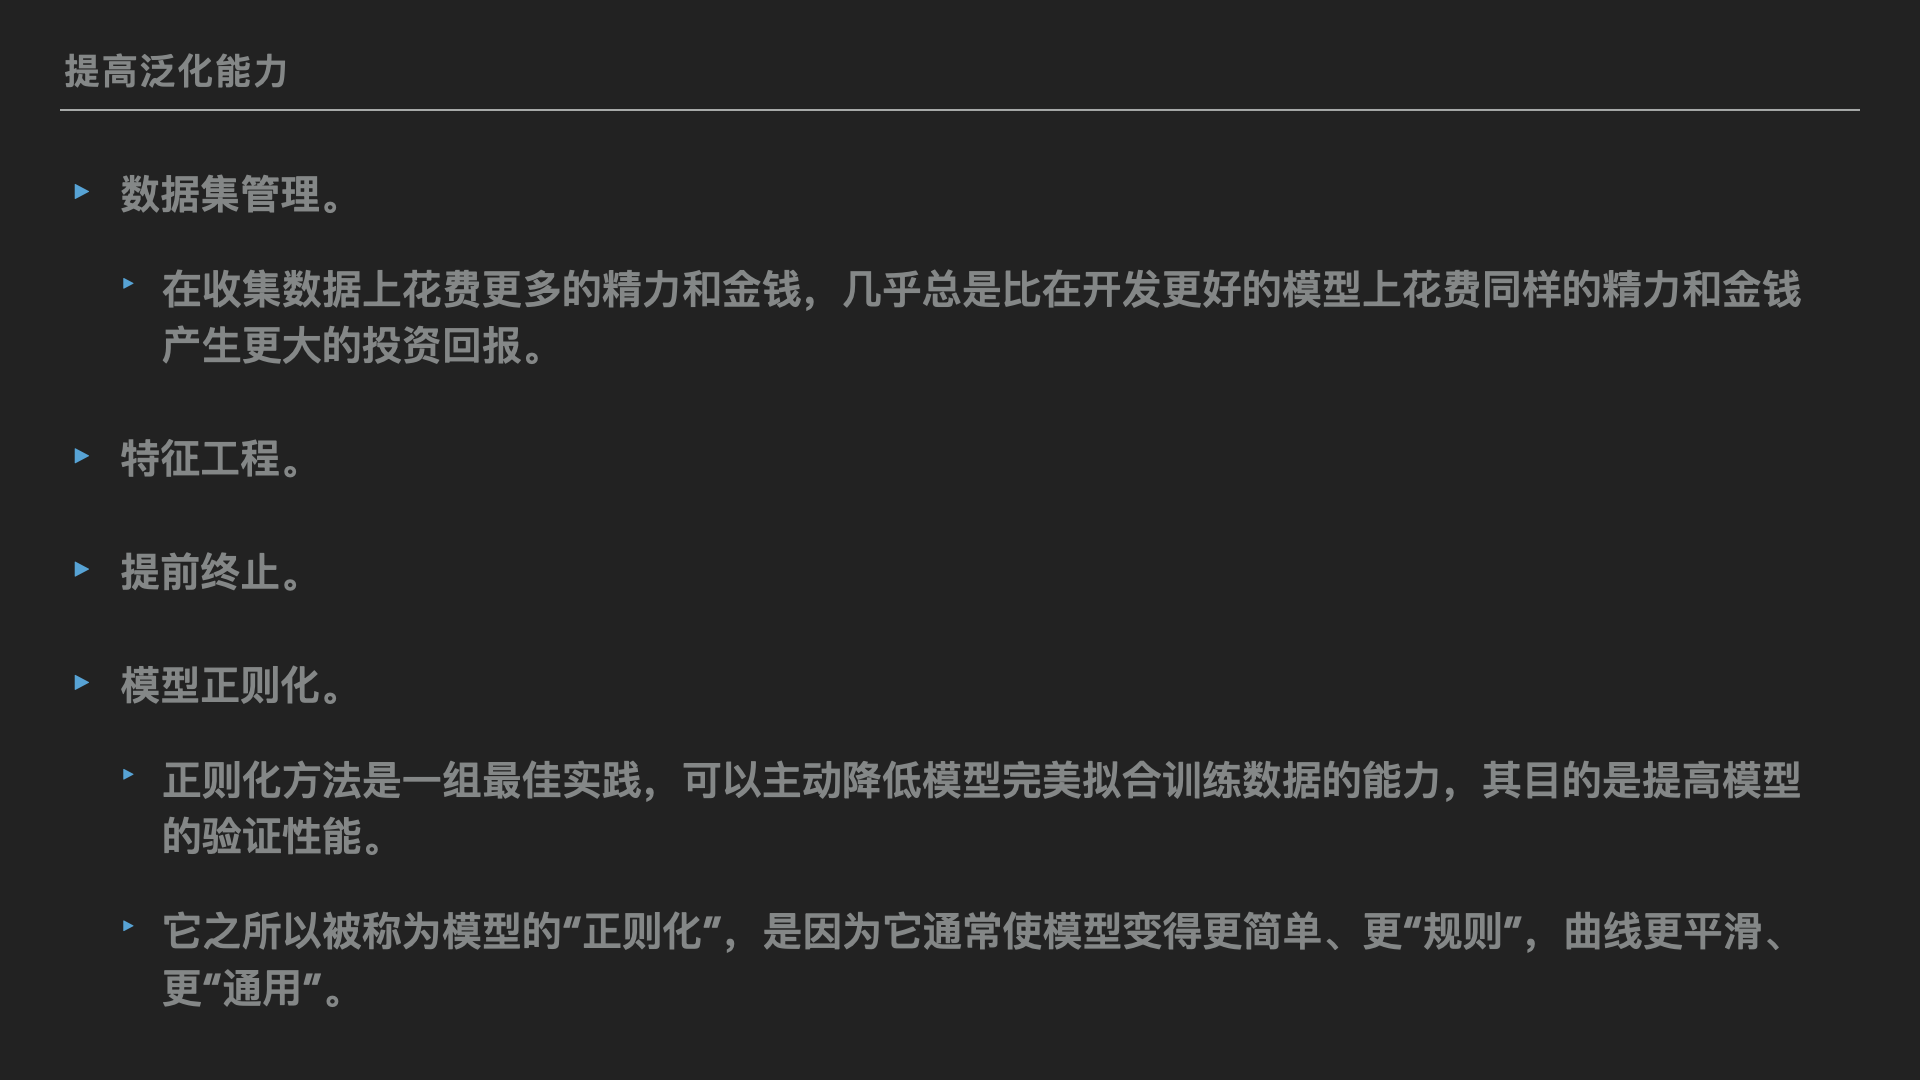 提高泛化能力
▸ 数据集管理。
▸ 在收集数据上花费更多的精力和金钱，几乎总是比在开发更好的模型上花费同样的精力和金钱
产生更大的投资回报。
▸ 特征工程。
▸ 提前终止。
▸ 模型正则化。
▸ 正则化方法是一组最佳实践，可以主动降低模型完美拟合训练数据的能力，其目的是提高模型
的验证性能。
▸ 它之所以被称为模型的“正则化”，是因为它通常使模型变得更简单、更“规则”，曲线更平滑、
更“通用”。